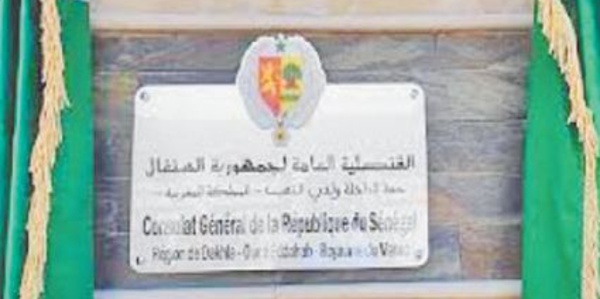 القنصلية العامة لجمهورية السنغال
جهة الداخلة وادي الذهب - المملكة المغربية -
Consulat Général de la République du Sénégal
Région de Dakhla - Oued Eddahab - Royaume du Maroc